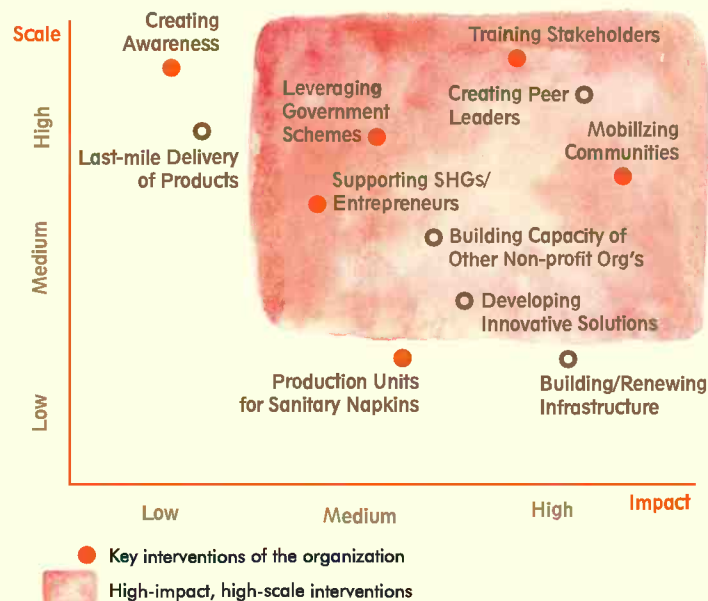 Scale
Creating
Awareness
Training Stakeholders
High
Leveraging
Government
Schemes
Creating Peer
Leaders
Mobilizing
Communities
Last-mile Delivery
of Products
Supporting SHGs/
Entrepreneurs
Medium
Building Capacity of
Other Non-profit Org's
Developing
Innovative Solutions
Production Units
for Sanitary Napkins
Building/Renewing
Infrastructure
Low
Low
Medium
High
Impact
Key interventions of the organization
High-impact, high-scale interventions